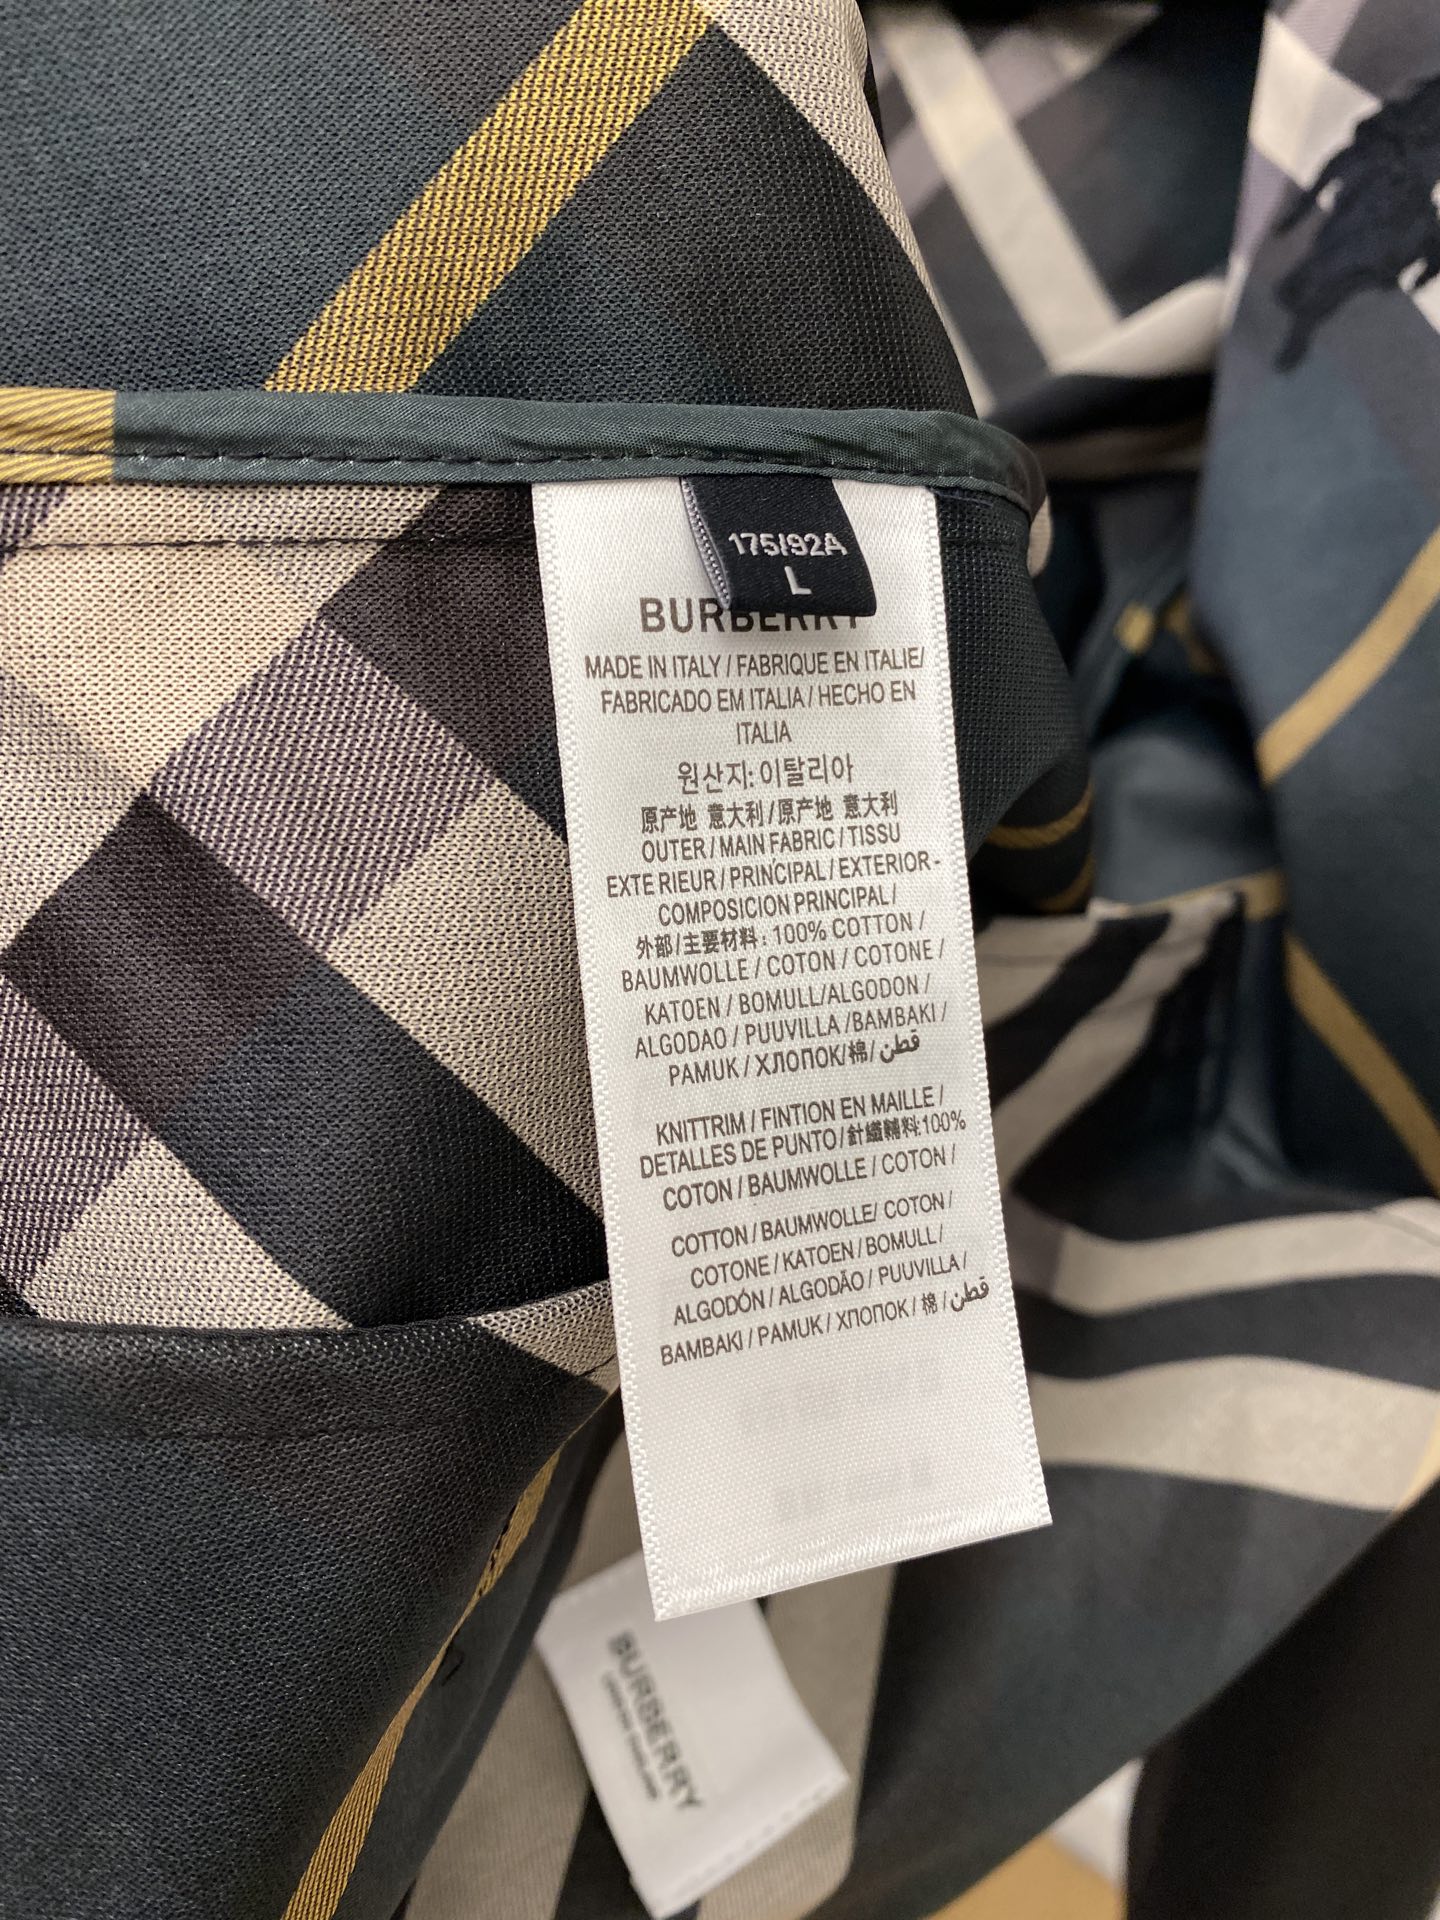 175/92A
L
BURBERRY
MADE IN ITALY / FABRIQUE EN ITALIE/
FABRICADO EM ITALIA / HECHO EN
ITALIA
원산지: 이탈리아
原产地 意大利 / 原产地 意大利
OUTER / MAIN FABRIC / TISSU
EXTE RIEUR / PRINCIPAL / EXTERIOR -
COMPOSICION PRINCIPAL /
外部 / 主要材料 : 100% COTTON /
BAUMWOLLE / COTON / COTONE /
KATOEN / BOMULL/ALGODON /
ALGODAO / PUUVILLA /BAMBAKI /
PAMUK / ХЛОПОК/棉/ قطن
KNITTRIM / FINTION EN MAILLE /
DETALLES DE PUNTO / 針織輔料:100%
COTON / BAUMWOLLE / COTON /
COTTON / BAUMWOLLE/ COTON /
COTONE / KATOEN / BOMULL /
ALGODÓN / ALGODÃO / PUUVILLA /
BAMBAKI / PAMUK / ХПОПОК / 棉 / قطن
BURBERRY